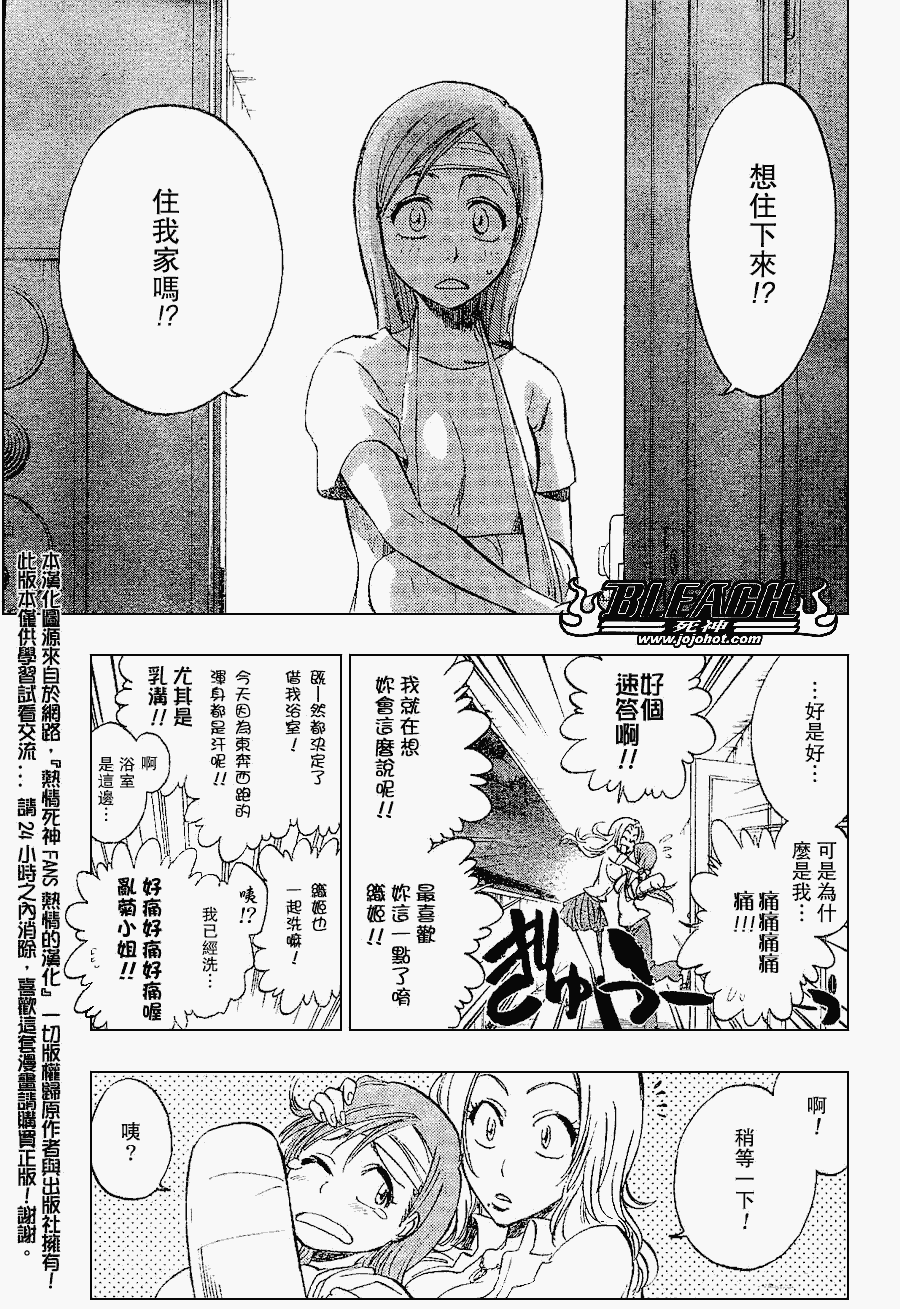 想住下來!?
住我家嗎!?
BLEACH
死神
www.jojohot.com
…好是好…
可是為什
麼是我…
痛痛痛痛
痛!!!
好個
速答啊!!
我就在想
妳會這麼說呢!!
最喜歡
妳這一點了唷
織姬!!
ぎゅっーっ
既然都決定了
借我浴室!
今天因為東奔西跑的
渾身都是汗呢!!
尤其是
乳溝!!
啊
浴室
是這邊…
織姬也
一起洗嘛!
咦!?
我已經洗…
好痛好痛好痛喔
亂菊小姐!!
啊!
稍等一下!
咦?
本漢化圖源來自於網路,『熱情死神FANS熱情的漢化』一切版權歸原作者與出版社擁有!
此版本僅供學習試看交流... 請24小時之內消除,喜歡這套漫畫請購買正版!謝謝。